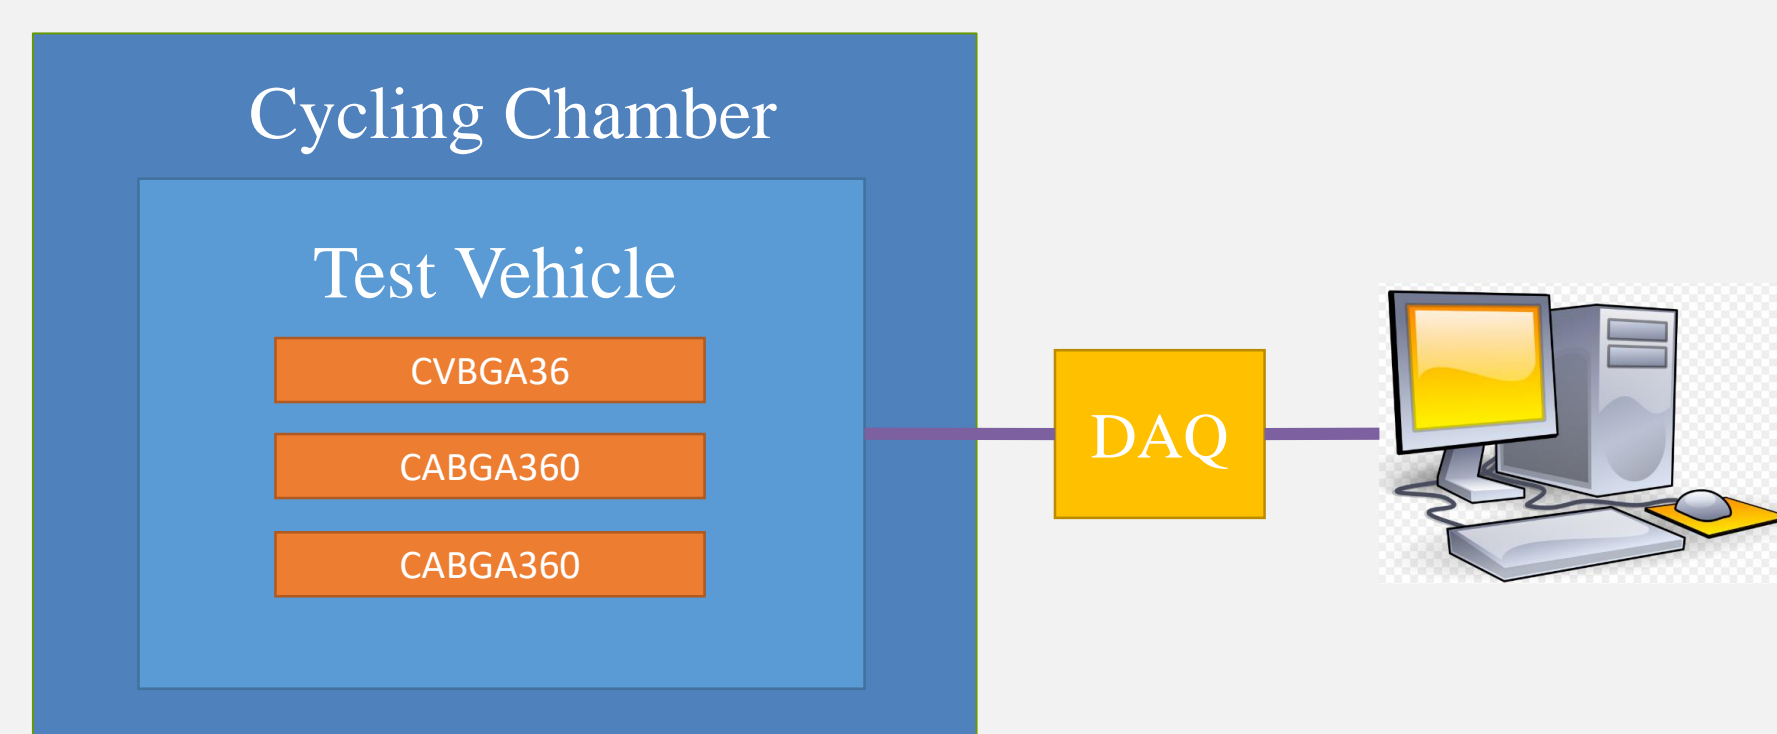 Cycling Chamber
Test Vehicle
CVBGA36
CABGA360
CABGA360
DAQ